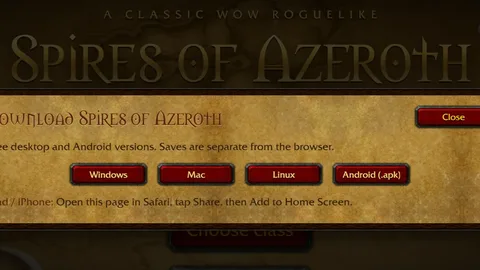 A CLASSIC WOW ROGUELIKE
SPIRES OF AZEROTH
OWNLOAD SPIRES OF AZEROTH
Close
ee desktop and Android versions. Saves are separate from the browser.
Windows
Mac
Linux
Android (.apk)
ad / iPhone: Open this page in Safari, tap Share, then Add to Home Screen.
Choose Class